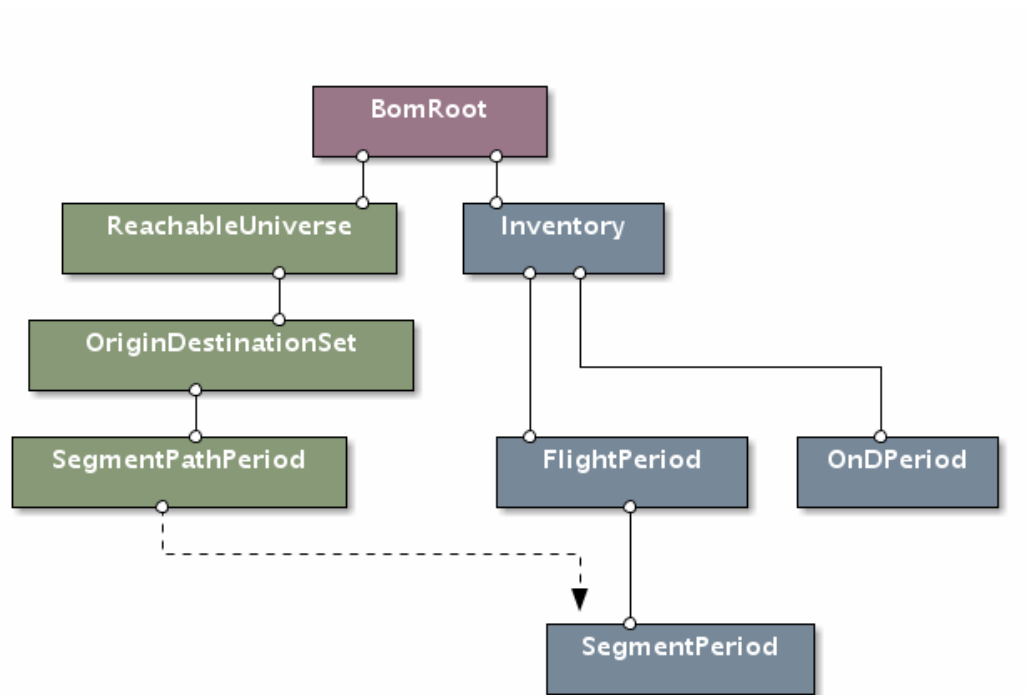 BomRoot
ReachableUniverse
Inventory
OriginDestinationSet
SegmentPathPeriod
FlightPeriod
OnDPeriod
SegmentPeriod